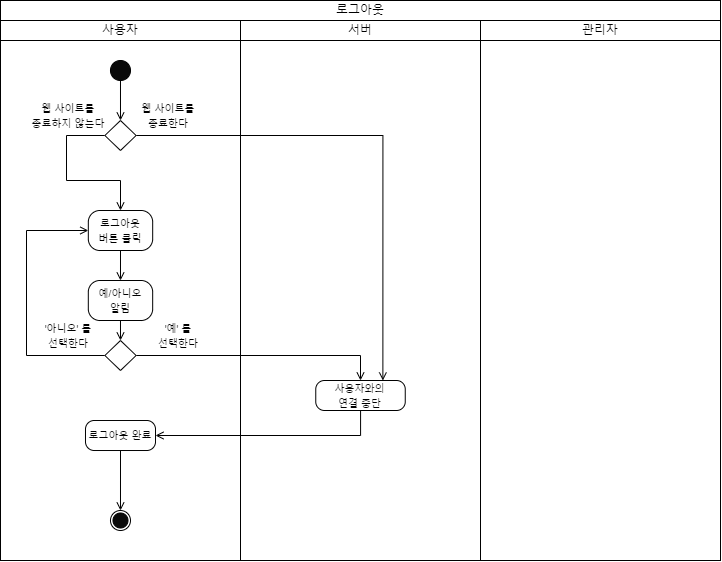 로그아웃
사용자
서버
관리자
웹 사이트를
종료하지 않는다
웹 사이트를
종료한다
로그아웃
버튼 클릭
예/아니오
알림
'아니오' 를
선택한다
'예' 를
선택한다
사용자와의
연결 중단
로그아웃 완료